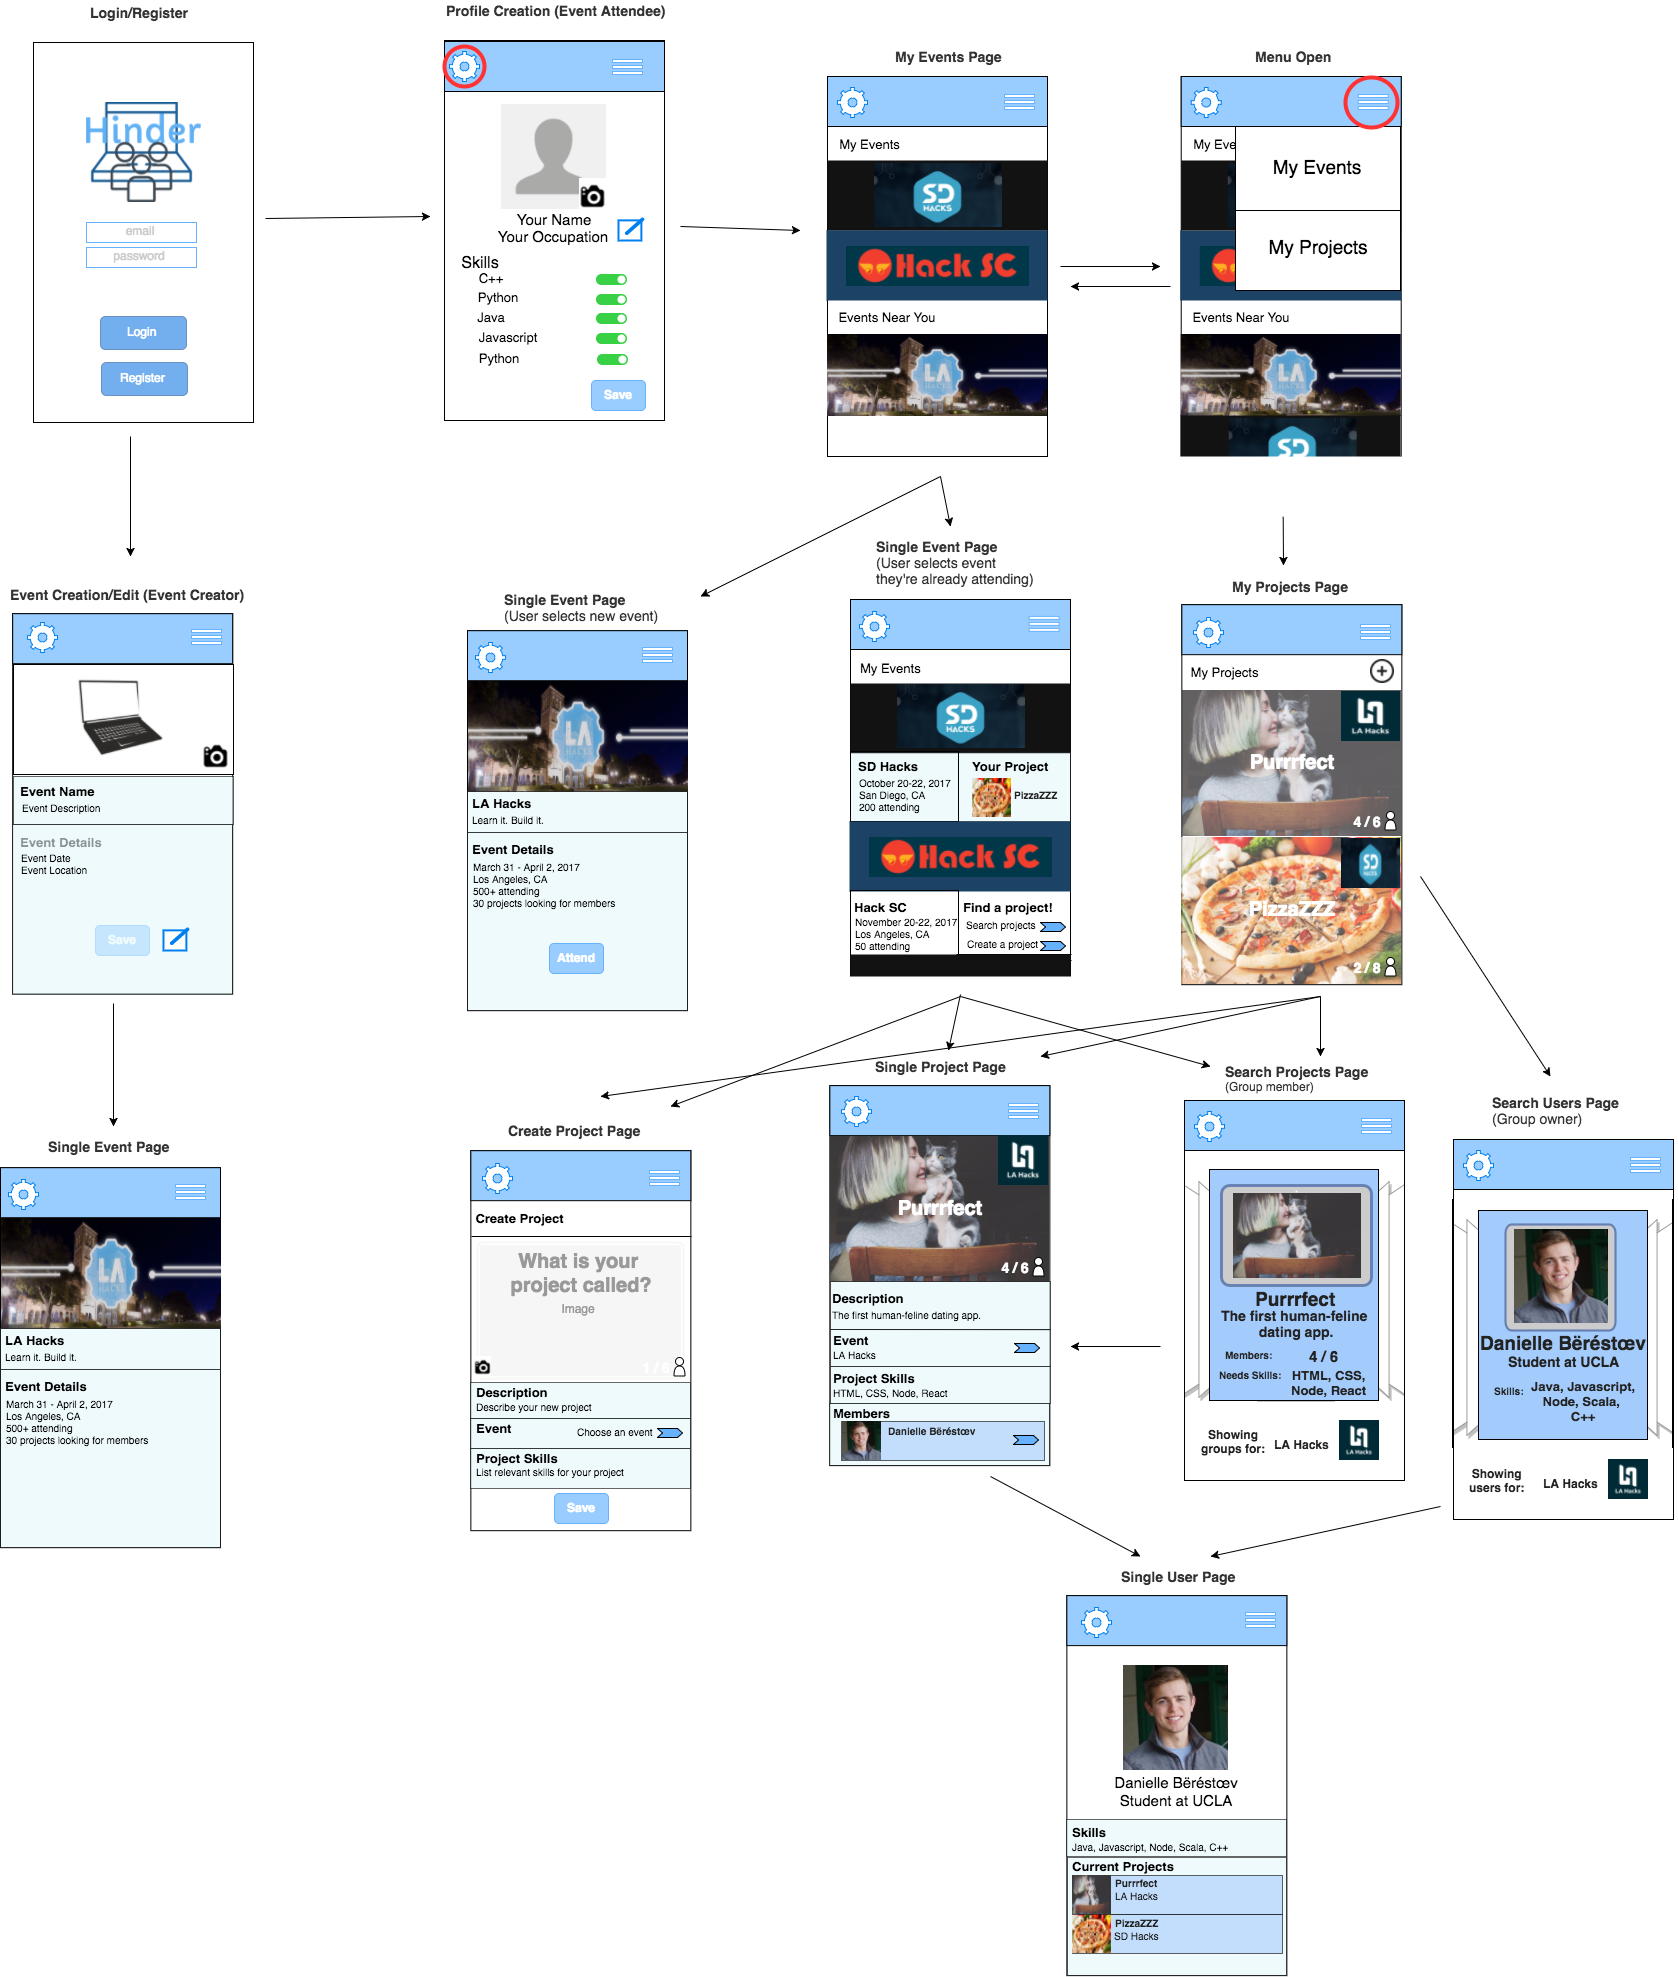 Login/Register
Hinder
email
password
Login
Register
Profile Creation (Event Attendee)
Your Name
Your Occupation
Skills
C++
Python
Java
Javascript
Python
Save
My Events Page
My Events
SD
HACKS
Hack SC
Events Near You
LA
HACKS
Menu Open
My Eve
My Events
My Projects
Events Near You
LA
HACKS
SD
Event Creation/Edit (Event Creator)
Event Name
Event Description
Event Details
Event Date
Event Location
Save
Single Event Page
(User selects new event)
LA
HACKS
LA Hacks
Learn it. Build it.
Event Details
March 31 - April 2, 2017
Los Angeles, CA
500+ attending
30 projects looking for members
Attend
Single Event Page
(User selects event
they're already attending)
My Events
SD
HACKS
SD Hacks
October 20-22, 2017
San Diego, CA
200 attending
Your Project
PizzaZZZ
Hack SC
Hack SC
November 20-22, 2017
Los Angeles, CA
50 attending
Find a project!
Search projects
Create a project
My Projects Page
My Projects
LA Hacks
Purrrfect
4 / 6
SD
PizzaZZZ
2 / 8
Single Event Page
LA
HACKS
LA Hacks
Learn it. Build it.
Event Details
March 31 - April 2, 2017
Los Angeles, CA
500+ attending
30 projects looking for members
Create Project Page
Create Project
What is your
project called?
Image
1 / 6
Description
Describe your new project
Event
Choose an event
Project Skills
List relevant skills for your project
Save
Single Project Page
LA Hacks
Purrrfect
4 / 6
Description
The first human-feline dating app.
Event
LA Hacks
Project Skills
HTML, CSS, Node, React
Members
Danielle Bëréstœv
Search Projects Page
(Group member)
Purrrfect
The first human-feline
dating app.
Members: 4 / 6
Needs Skills: HTML, CSS,
Node, React
Showing
groups for: LA Hacks
LA Hacks
Search Users Page
(Group owner)
Danielle Bëréstœv
Student at UCLA
Skills: Java, Javascript,
Node, Scala,
C++
Showing
users for: LA Hacks
LA Hacks
Single User Page
Danielle Bëréstœv
Student at UCLA
Skills
Java, Javascript, Node, Scala, C++
Current Projects
Purrrfect
LA Hacks
PizzaZZZ
SD Hacks